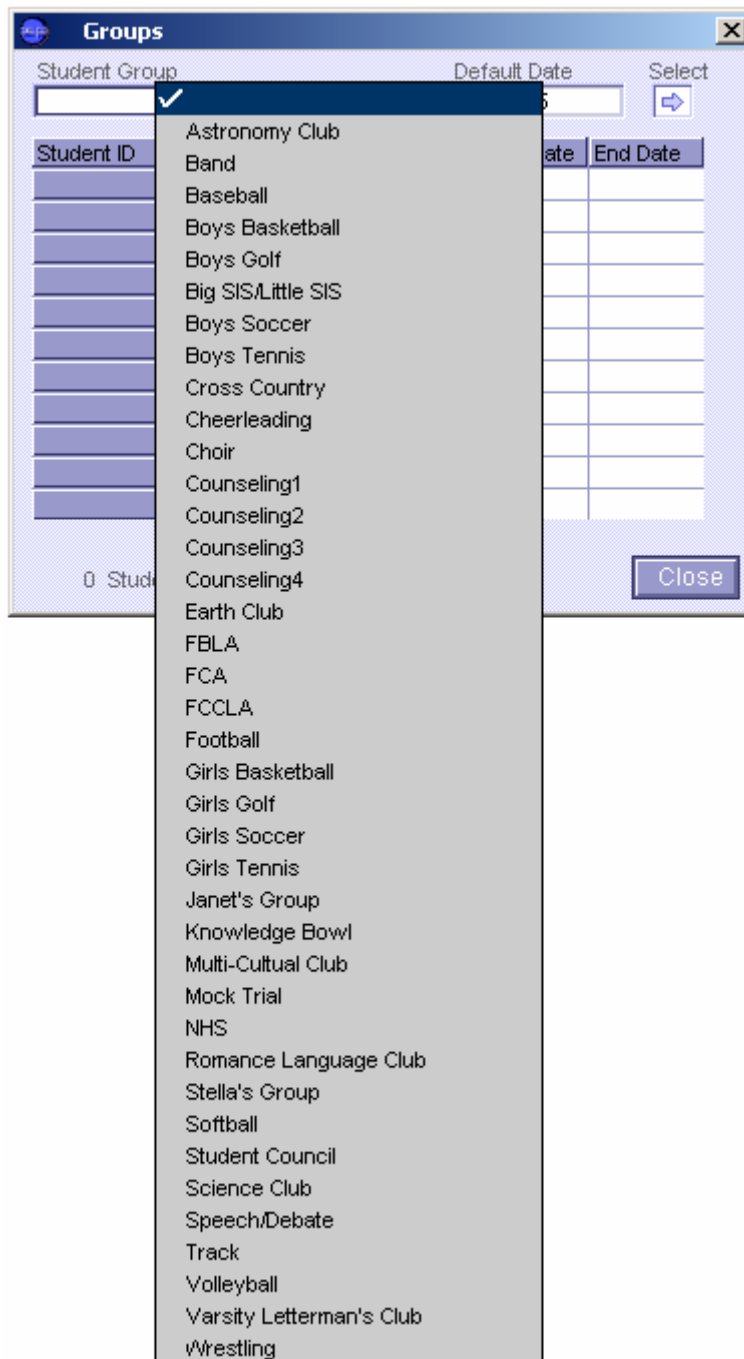 Groups
Student Group Default Date Select
Student ID ate End Date
Astronomy Club
Band
Baseball
Boys Basketball
Boys Golf
Big SIS/Little SIS
Boys Soccer
Boys Tennis
Cross Country
Cheerleading
Choir
Counseling1
Counseling2
Counseling3
Counseling4
Earth Club
FBLA
FCA
FCCLA
Football
Girls Basketball
Girls Golf
Girls Soccer
Girls Tennis
Janet's Group
Knowledge Bowl
Multi-Cultual Club
Mock Trial
NHS
Romance Language Club
Stella's Group
Softball
Student Council
Science Club
Speech/Debate
Track
Volleyball
Varsity Letterman's Club
Wrestling
0 Stude
Close